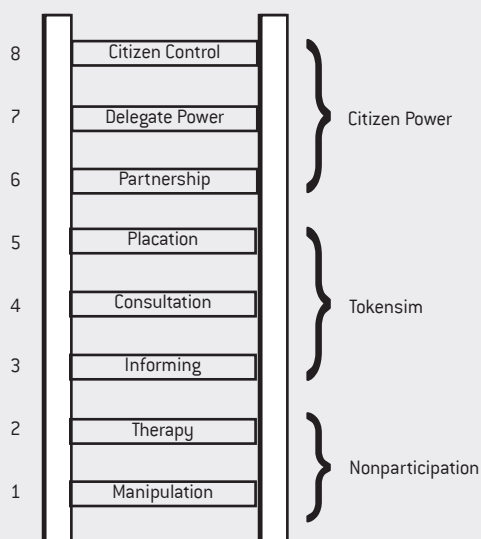 8 Citizen Control
7 Delegate Power Citizen Power
6 Partnership
5 Placation
4 Consultation Tokensim
3 Informing
2 Therapy
Nonparticipation
1 Manipulation